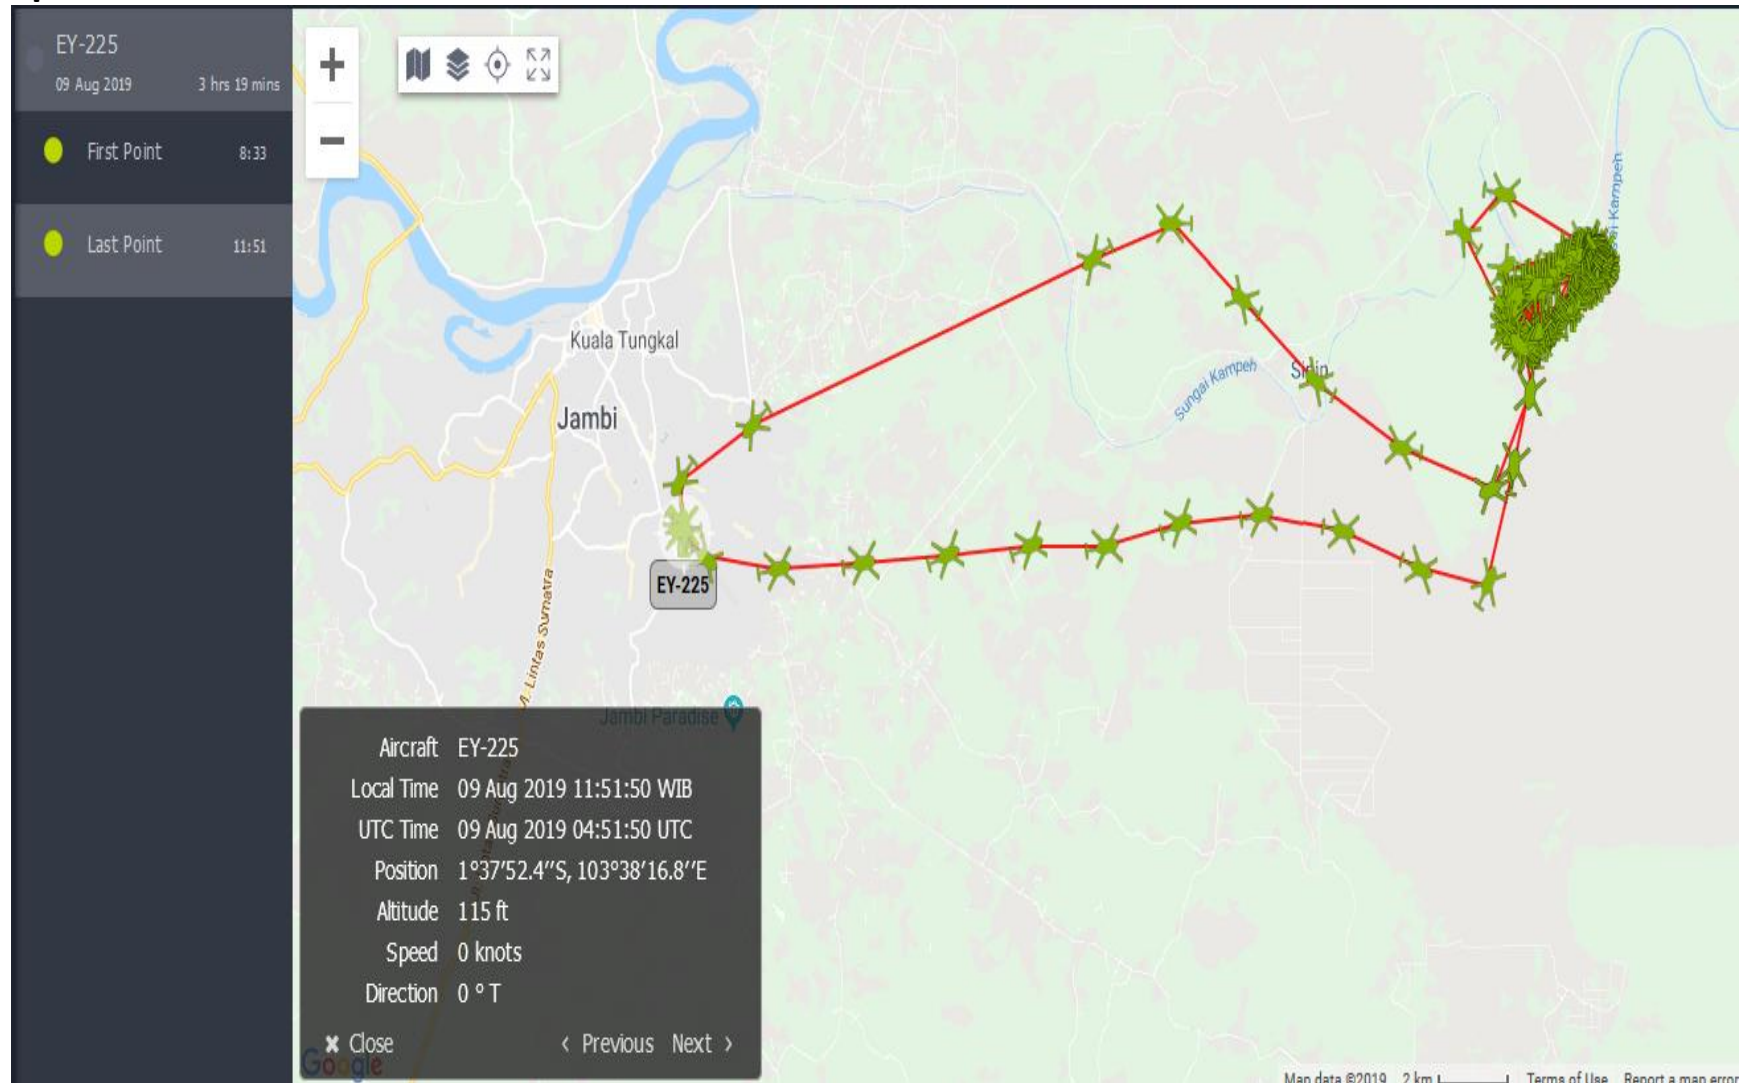 EY-225
09 Aug 2019 3 hrs 19 mins
First Point 8:33
Last Point 11:51
+
−
Kuala Tungkal
Jambi
Sungai Kampeh
Sipin
EY-225
Jambi Paradise
Aircraft EY-225
Local Time 09 Aug 2019 11:51:50 WIB
UTC Time 09 Aug 2019 04:51:50 UTC
Position 1°37'52.4''S, 103°38'16.8''E
Altitude 115 ft
Speed 0 knots
Direction 0 ° T
✖ Close ‹ Previous Next ›
Google
Map data ©2019 2 km Terms of Use Report a map error